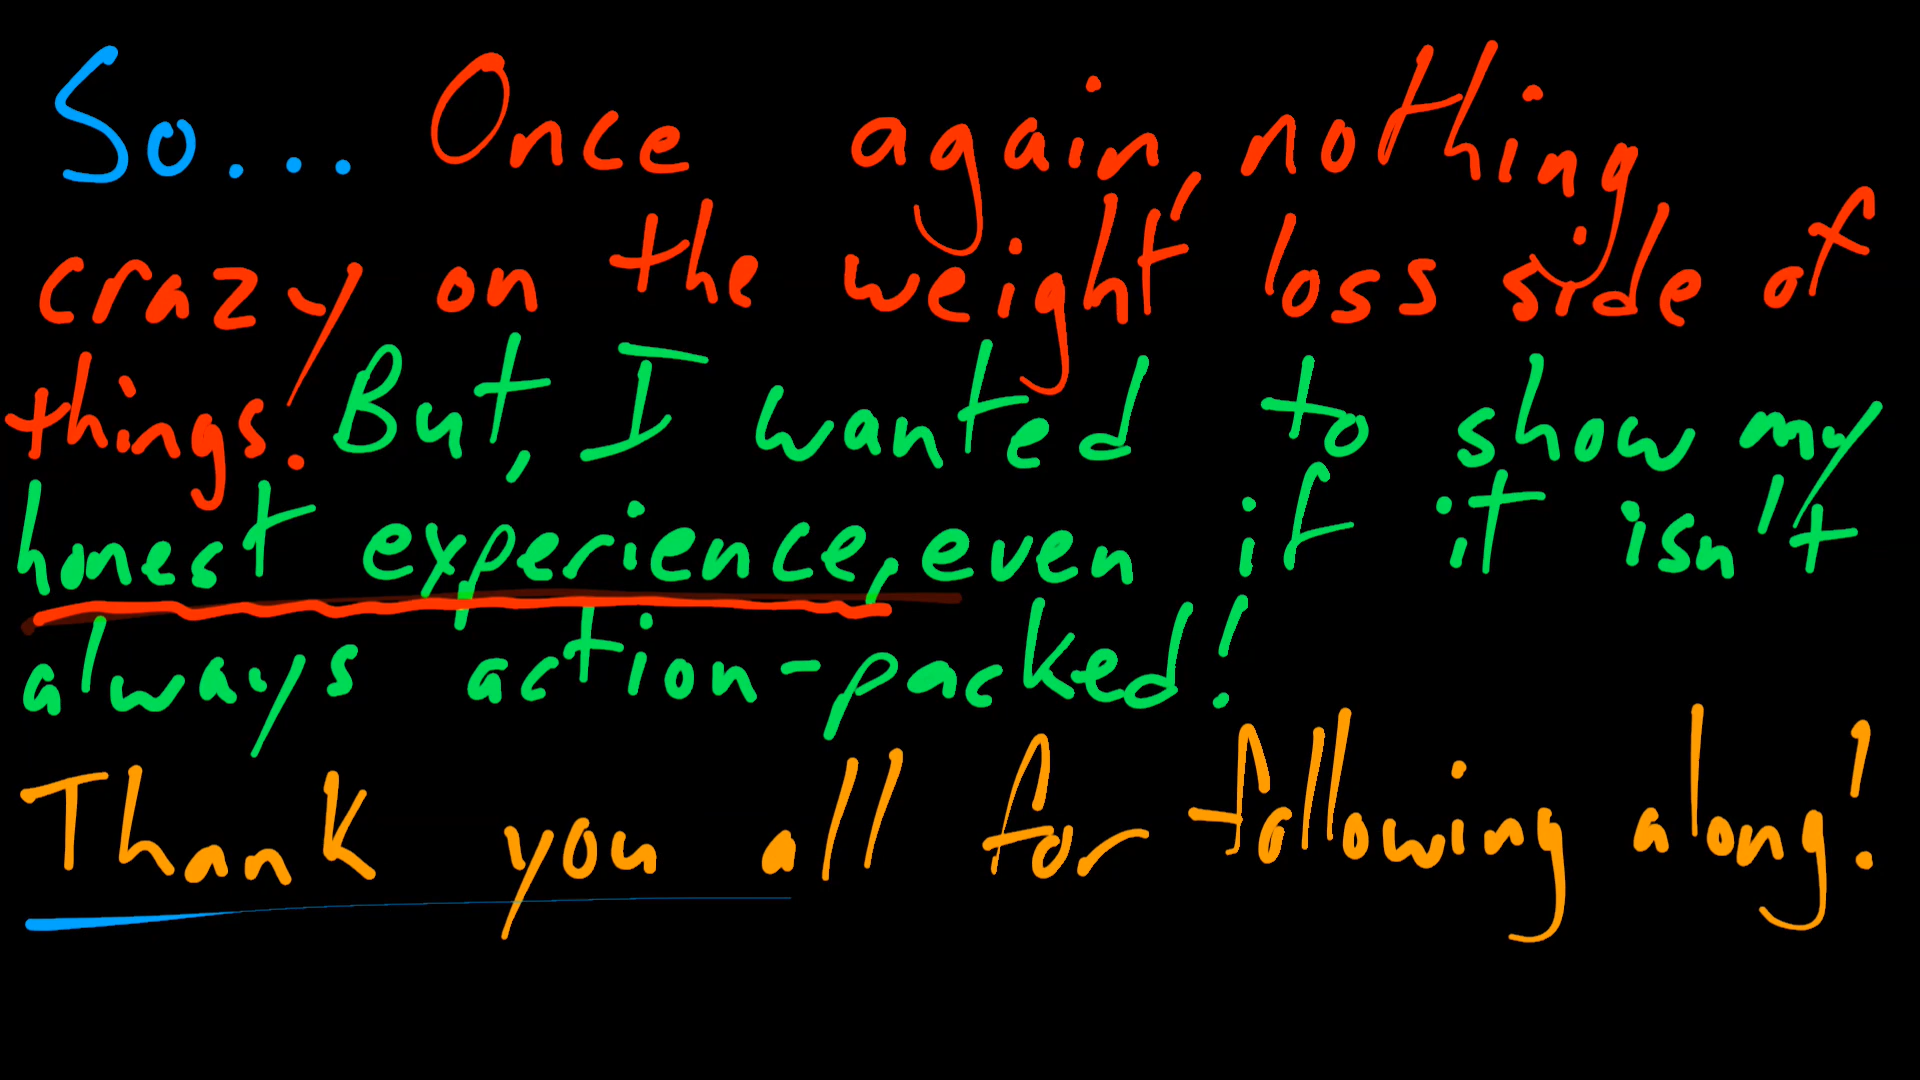 So... Once again, nothing
crazy on the weight loss side of
things. But, I wanted to show my
honest experience, even if it isn't
always action-packed!
Thank you all for following along!